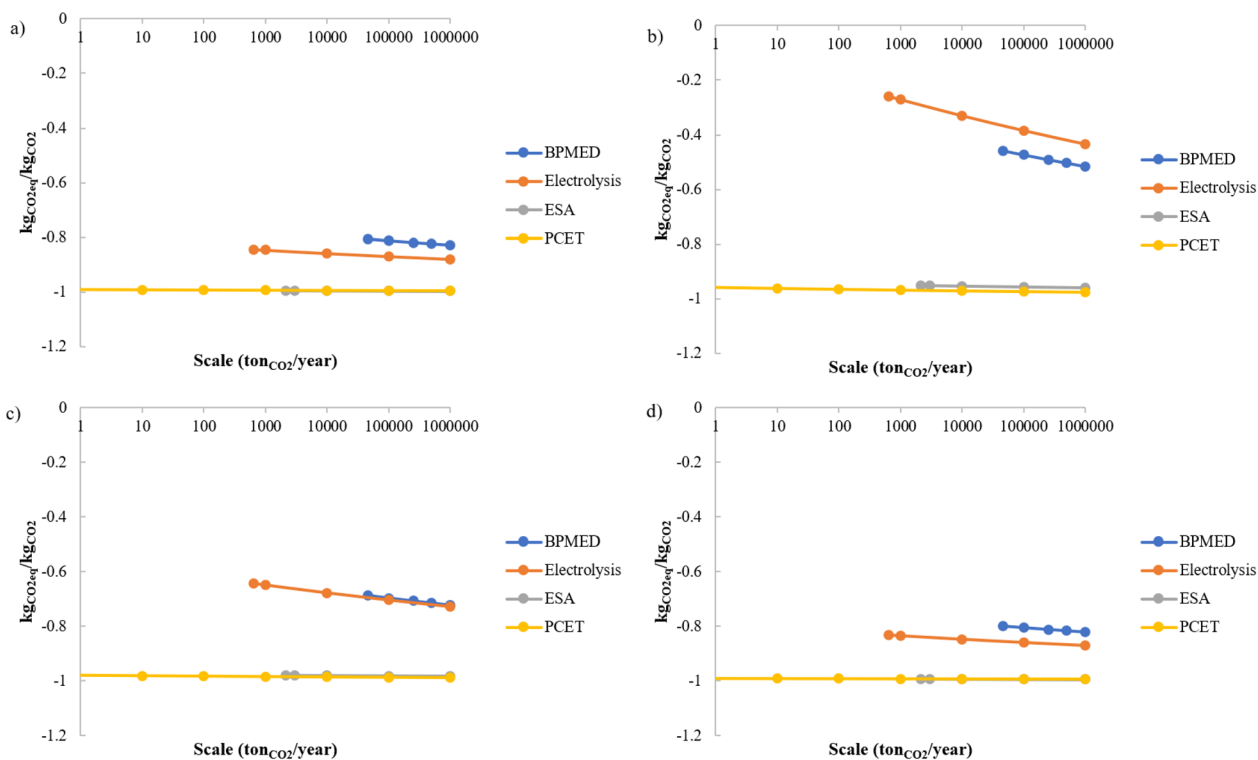 a)
0
1 10 100 1000 10000 100000 1000000
-0.2
-0.4
-0.6
-0.8
-1
-1.2
kgCO2eq/kgCO2
Scale (tonCO2/year)
BPMED
Electrolysis
ESA
PCET
b)
0
1 10 100 1000 10000 100000 1000000
-0.2
-0.4
-0.6
-0.8
-1
-1.2
kgCO2eq/kgCO2
Scale (tonCO2/year)
BPMED
Electrolysis
ESA
PCET
c)
0
1 10 100 1000 10000 100000 1000000
-0.2
-0.4
-0.6
-0.8
-1
-1.2
kgCO2eq/kgCO2
Scale (tonCO2/year)
BPMED
Electrolysis
ESA
PCET
d)
0
1 10 100 1000 10000 100000 1000000
-0.2
-0.4
-0.6
-0.8
-1
-1.2
kgCO2eq/kgCO2
Scale (tonCO2/year)
BPMED
Electrolysis
ESA
PCET